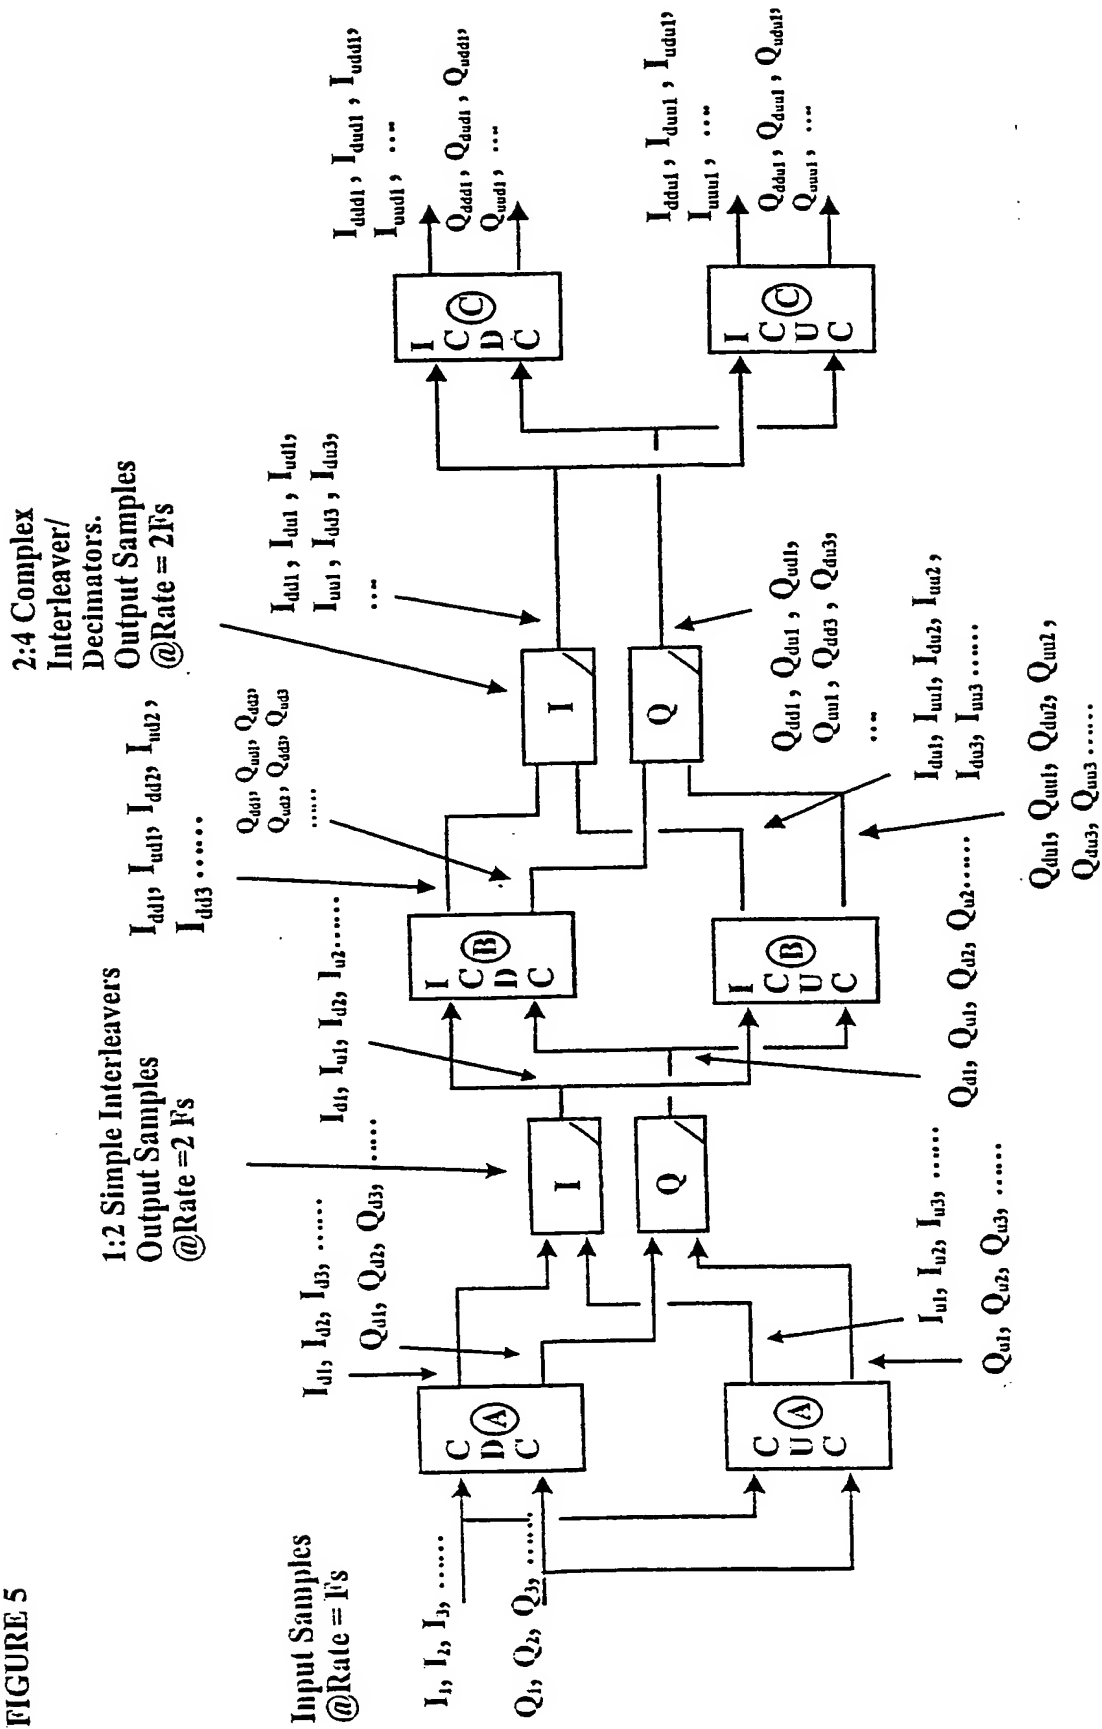 FIGURE 5
Input Samples
@Rate = Fs
I1, I2, I3, ......
Q1, Q2, Q3, ......
C
D A
C
C
U A
C
Id1, Id2, Id3, ......
Qd1, Qd2, Qd3, ......
Iu1, Iu2, Iu3, ......
Qu1, Qu2, Qu3, ......
1:2 Simple Interleavers
Output Samples
@Rate =2 Fs
I
Q
Id1, Iu1, Id2, Iu2......
Qd1, Qu1, Qd2, Qu2......
I
C B
D
C
I
C B
U
C
Idd1, Iud1, Idd2, Iud2,
Idd3 ......
Qdd1, Qud1, Qdd2,
Qud2, Qdd3, Qud3
......
Idu1, Iuu1, Idu2, Iuu2,
Idu3, Iuu3 ......
Qdu1, Quu1, Qdu2, Quu2,
Qdu3, Quu3 ......
2:4 Complex
Interleaver/
Decimators.
Output Samples
@Rate = 2Fs
I
Q
Idd1, Idu1, Iud1,
Iuu1, Idd3, Idu3,
....
Qdd1, Qdu1, Qud1,
Quu1, Qdd3, Qdu3,
....
I
C C
D
C
I
C C
U
C
Iddd1, Idud1, Iudd1,
Iuud1, ....
Qddd1, Qdud1, Qudd1,
Quud1, ....
Iddu1, Iduu1, Iudu1,
Iuuu1, ....
Qddu1, Qduu1, Qudu1,
Quuu1, ....